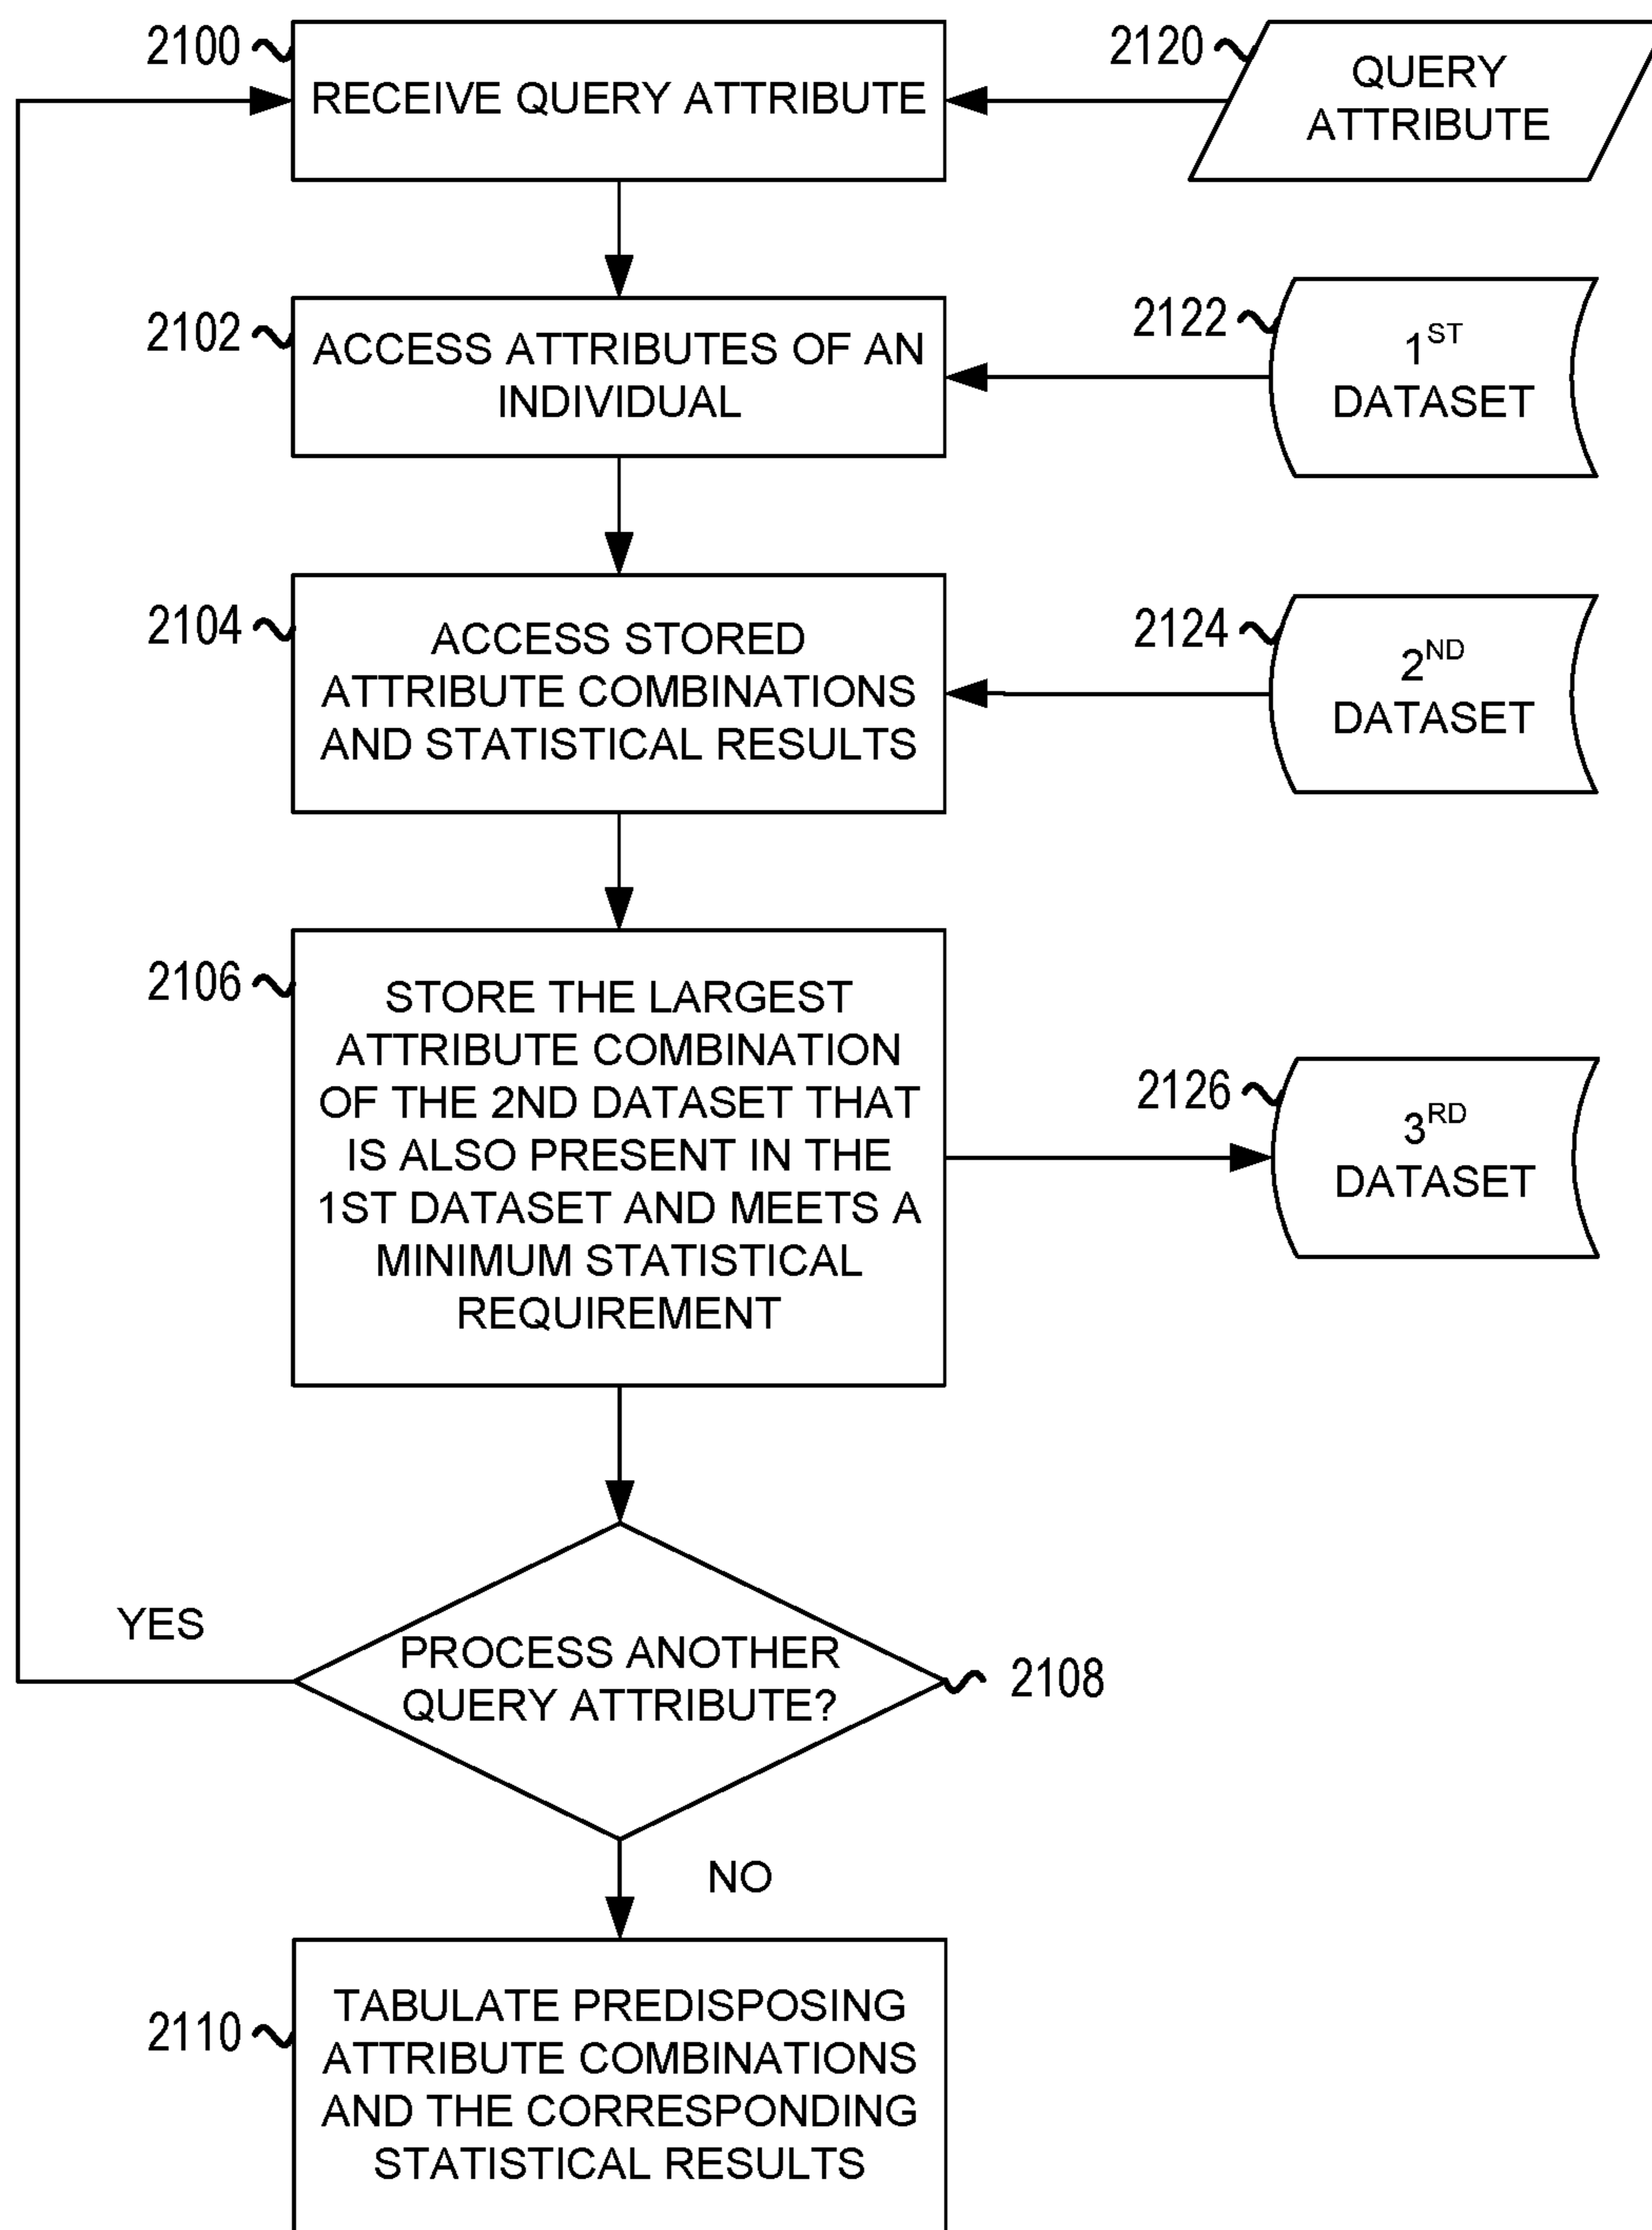 2100
RECEIVE QUERY ATTRIBUTE
2120
QUERY
ATTRIBUTE
2102
ACCESS ATTRIBUTES OF AN
INDIVIDUAL
2122
1ST
DATASET
2104
ACCESS STORED
ATTRIBUTE COMBINATIONS
AND STATISTICAL RESULTS
2124
2ND
DATASET
2106
STORE THE LARGEST
ATTRIBUTE COMBINATION
OF THE 2ND DATASET THAT
IS ALSO PRESENT IN THE
1ST DATASET AND MEETS A
MINIMUM STATISTICAL
REQUIREMENT
2126
3RD
DATASET
YES
PROCESS ANOTHER
QUERY ATTRIBUTE?
2108
NO
2110
TABULATE PREDISPOSING
ATTRIBUTE COMBINATIONS
AND THE CORRESPONDING
STATISTICAL RESULTS